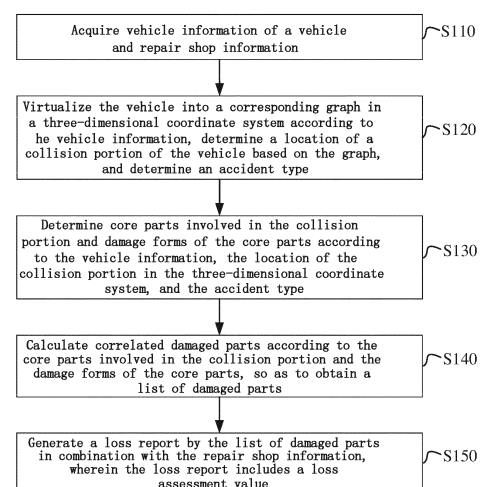 Acquire vehicle information of a vehicle
and repair shop information
S110
Virtualize the vehicle into a corresponding graph in
a three-dimensional coordinate system according to
he vehicle information, determine a location of a
collision portion of the vehicle based on the graph,
and determine an accident type
S120
Determine core parts involved in the collision
portion and damage forms of the core parts according
to the vehicle information, the location of the
collision portion in the three-dimensional coordinate
system, and the accident type
S130
Calculate correlated damaged parts according to the
core parts involved in the collision portion and the
damage forms of the core parts, so as to obtain a
list of damaged parts
S140
Generate a loss report by the list of damaged parts
in combination with the repair shop information,
wherein the loss report includes a loss
assessment value
S150